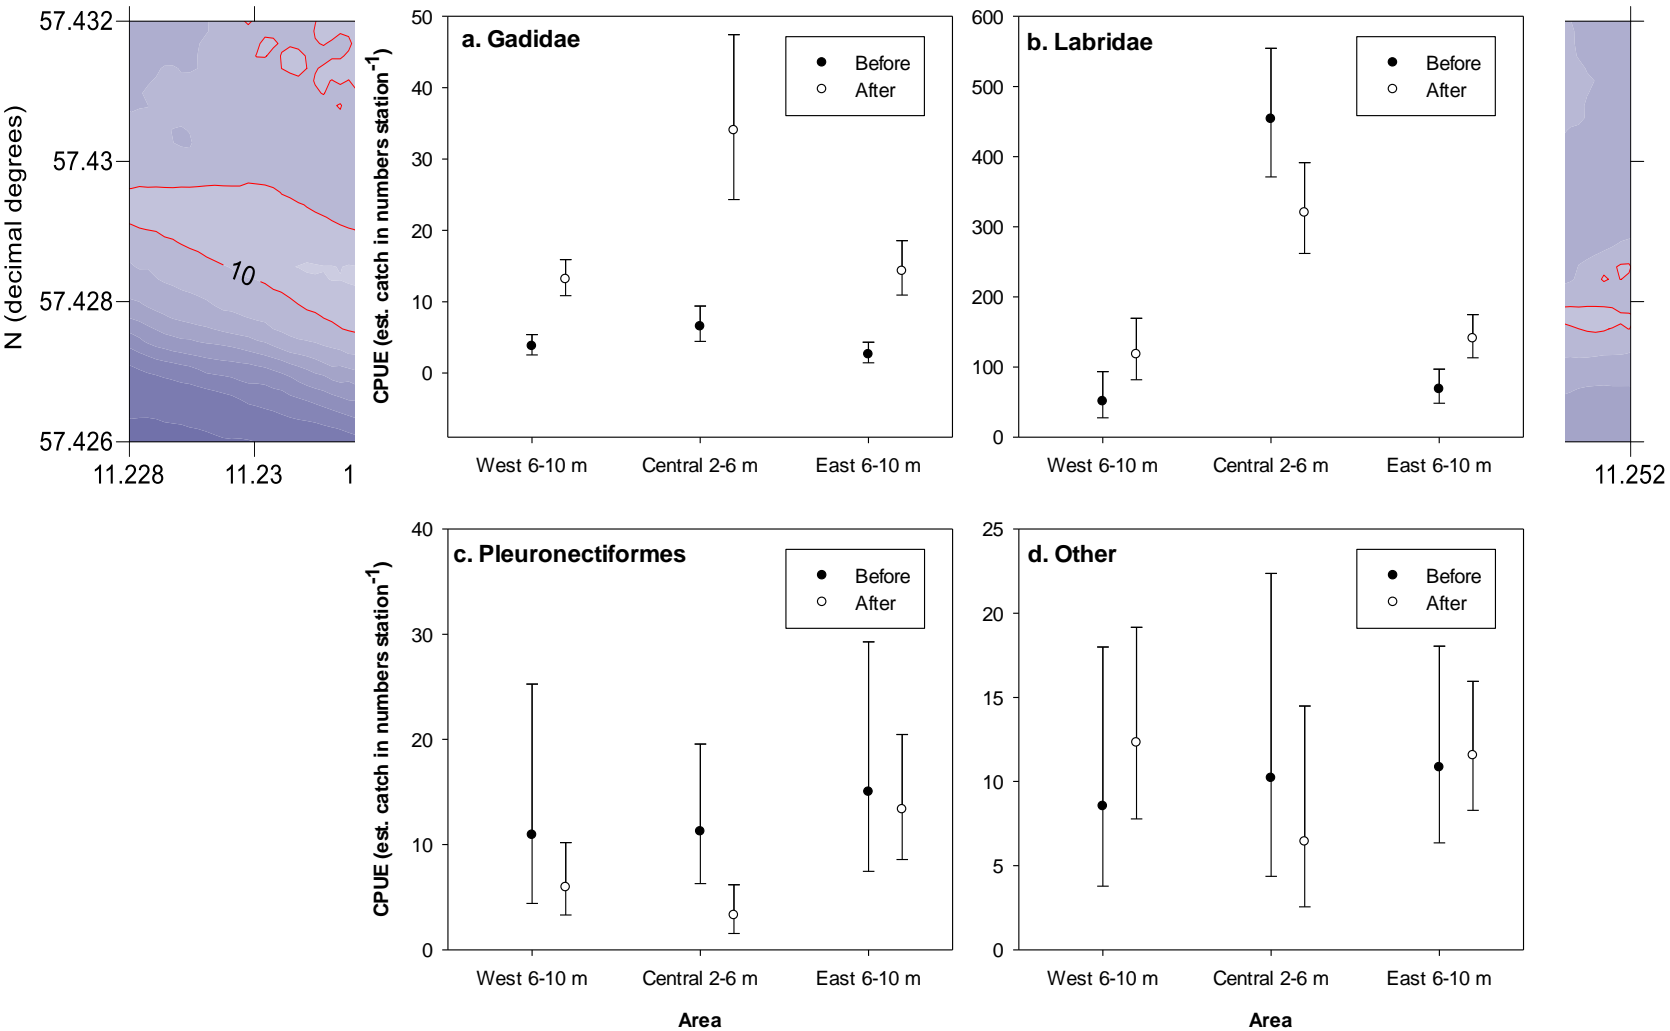 57.432
57.43
57.428
57.426
N (decimal degrees)
11.228
11.23
1
10
11.252
CPUE (est. catch in numbers station-1)
50
40
30
20
10
0
a. Gadidae
Before
After
West 6-10 m
Central 2-6 m
East 6-10 m
600
500
400
300
200
100
0
b. Labridae
Before
After
West 6-10 m
Central 2-6 m
East 6-10 m
CPUE (est. catch in numbers station-1)
40
30
20
10
0
c. Pleuronectiformes
Before
After
West 6-10 m
Central 2-6 m
East 6-10 m
Area
25
20
15
10
5
0
d. Other
Before
After
West 6-10 m
Central 2-6 m
East 6-10 m
Area